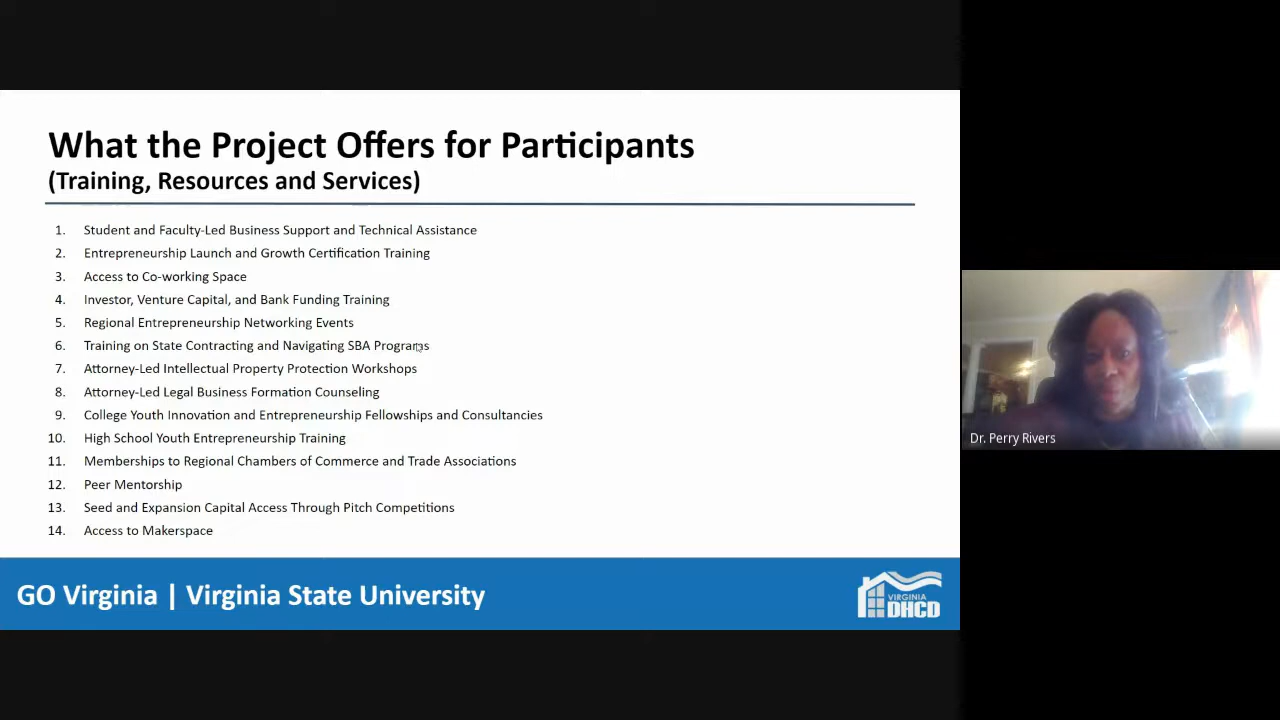 What the Project Offers for Participants
(Training, Resources and Services)
1. Student and Faculty-Led Business Support and Technical Assistance
2. Entrepreneurship Launch and Growth Certification Training
3. Access to Co-working Space
4. Investor, Venture Capital, and Bank Funding Training
5. Regional Entrepreneurship Networking Events
6. Training on State Contracting and Navigating SBA Programs
7. Attorney-Led Intellectual Property Protection Workshops
8. Attorney-Led Legal Business Formation Counseling
9. College Youth Innovation and Entrepreneurship Fellowships and Consultancies
10. High School Youth Entrepreneurship Training
11. Memberships to Regional Chambers of Commerce and Trade Associations
12. Peer Mentorship
13. Seed and Expansion Capital Access Through Pitch Competitions
14. Access to Makerspace
GO Virginia | Virginia State University
VIRGINIA
DHCD
Dr. Perry Rivers